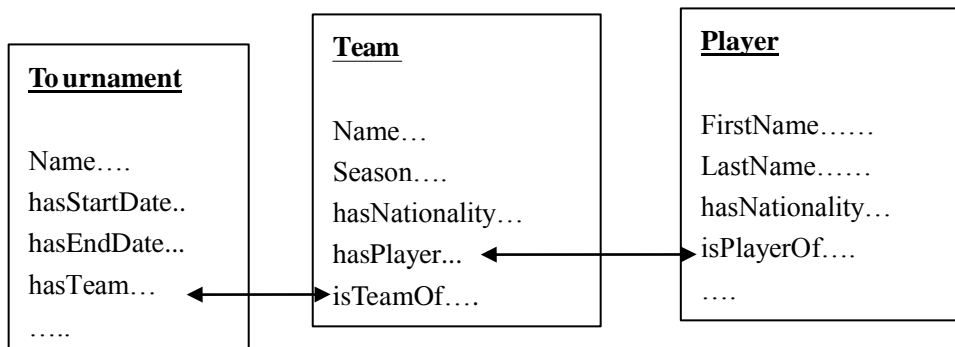 Tournament
Name….
hasStartDate..
hasEndDate...
hasTeam…
…..
Team
Name…
Season….
hasNationality…
hasPlayer...
isTeamOf….
Player
FirstName……
LastName……
hasNationality…
isPlayerOf….
….